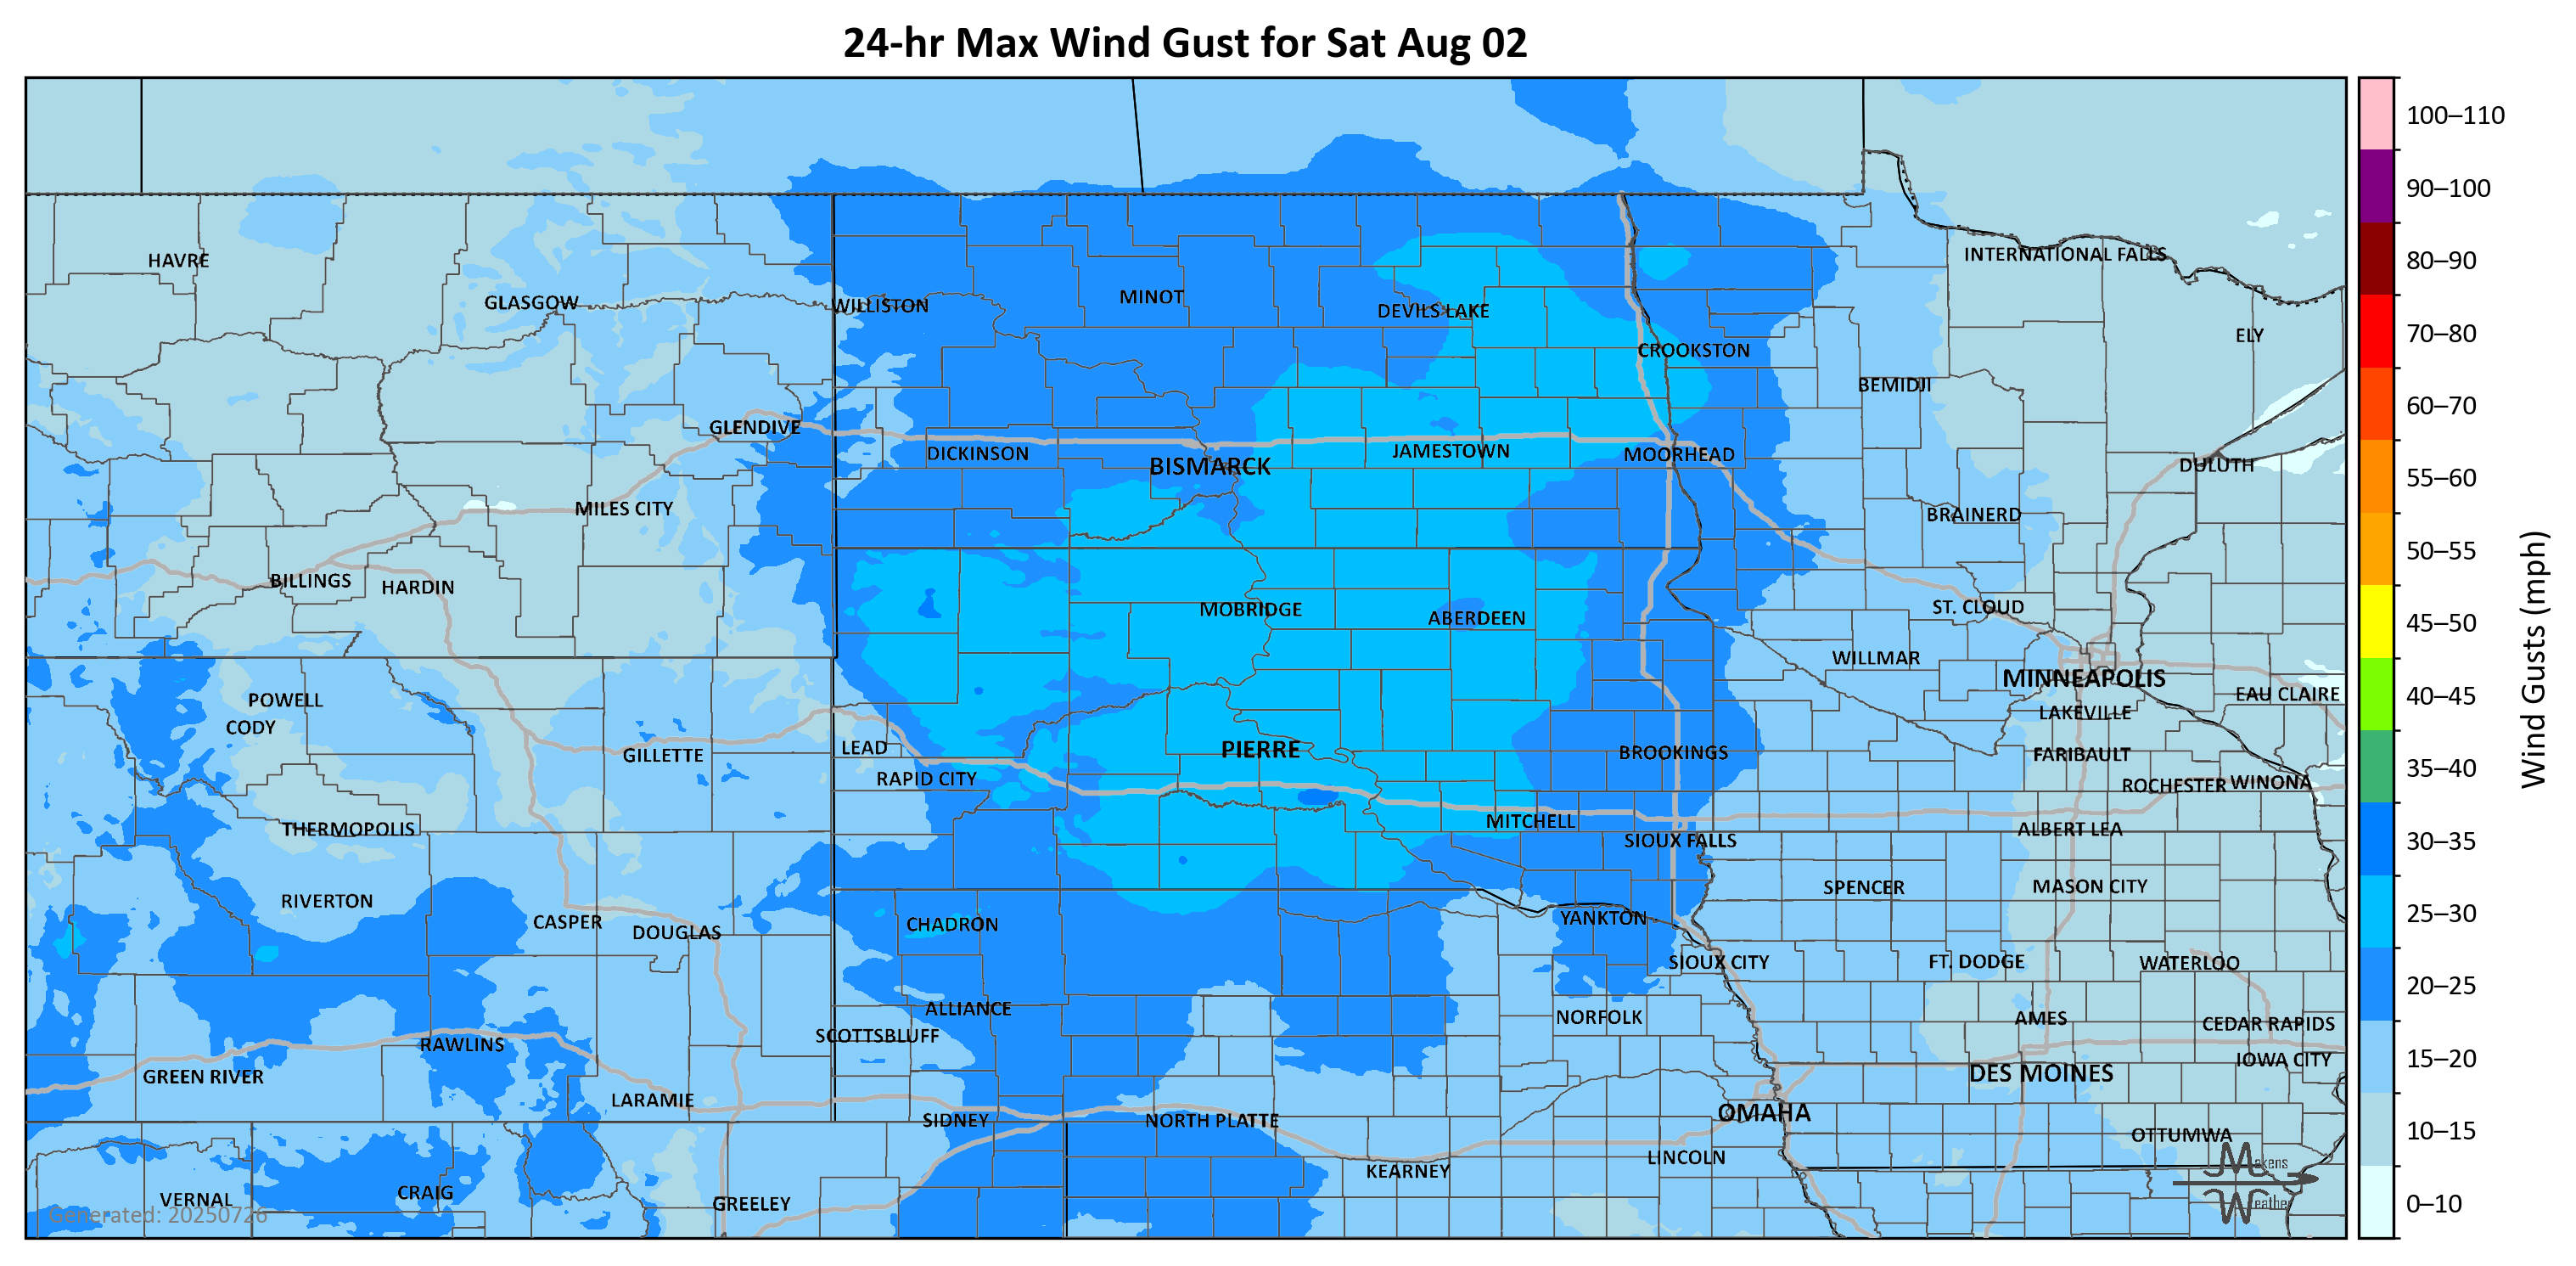 24-hr Max Wind Gust for Sat Aug 02
HAVRE
GLASGOW
WILLISTON
MINOT
DEVILS LAKE
INTERNATIONAL FALLS
ELY
CROOKSTON
BEMIDJI
GLENDIVE
DICKINSON
BISMARCK
JAMESTOWN
MOORHEAD
DULUTH
MILES CITY
BRAINERD
BILLINGS
HARDIN
MOBRIDGE
ABERDEEN
ST. CLOUD
WILLMAR
MINNEAPOLIS
EAU CLAIRE
POWELL
CODY
LAKEVILLE
GILLETTE
LEAD
RAPID CITY
PIERRE
BROOKINGS
FARIBAULT
ROCHESTER
WINONA
THERMOPOLIS
MITCHELL
SIOUX FALLS
ALBERT LEA
RIVERTON
CASPER
DOUGLAS
CHADRON
YANKTON
SPENCER
MASON CITY
SIOUX CITY
FT. DODGE
WATERLOO
ALLIANCE
SCOTTSBLUFF
NORFOLK
AMES
CEDAR RAPIDS
RAWLINS
GREEN RIVER
IOWA CITY
DES MOINES
LARAMIE
SIDNEY
NORTH PLATTE
OMAHA
OTTUMWA
KEARNEY
LINCOLN
VERNAL
CRAIG
GREELEY
Generated: 20250726
Makens
Weather
100–110
90–100
80–90
70–80
60–70
55–60
50–55
45–50
40–45
35–40
30–35
25–30
20–25
15–20
10–15
0–10
Wind Gusts (mph)